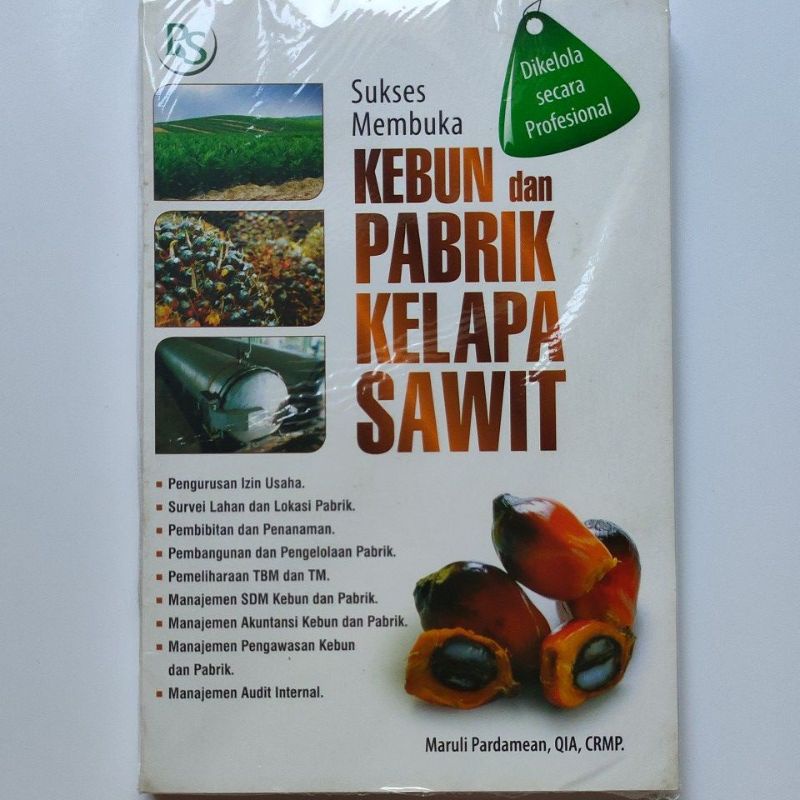 PS
Dikelola
secara
Profesional
Sukses
Membuka
KEBUN dan
PABRIK
KELAPA
SAWIT
▪ Pengurusan Izin Usaha.
▪ Survei Lahan dan Lokasi Pabrik.
▪ Pembibitan dan Penanaman.
▪ Pembangunan dan Pengelolaan Pabrik.
▪ Pemeliharaan TBM dan TM.
▪ Manajemen SDM Kebun dan Pabrik.
▪ Manajemen Akuntansi Kebun dan Pabrik.
▪ Manajemen Pengawasan Kebun
dan Pabrik.
▪ Manajemen Audit Internal.
Maruli Pardamean, QIA, CRMP.